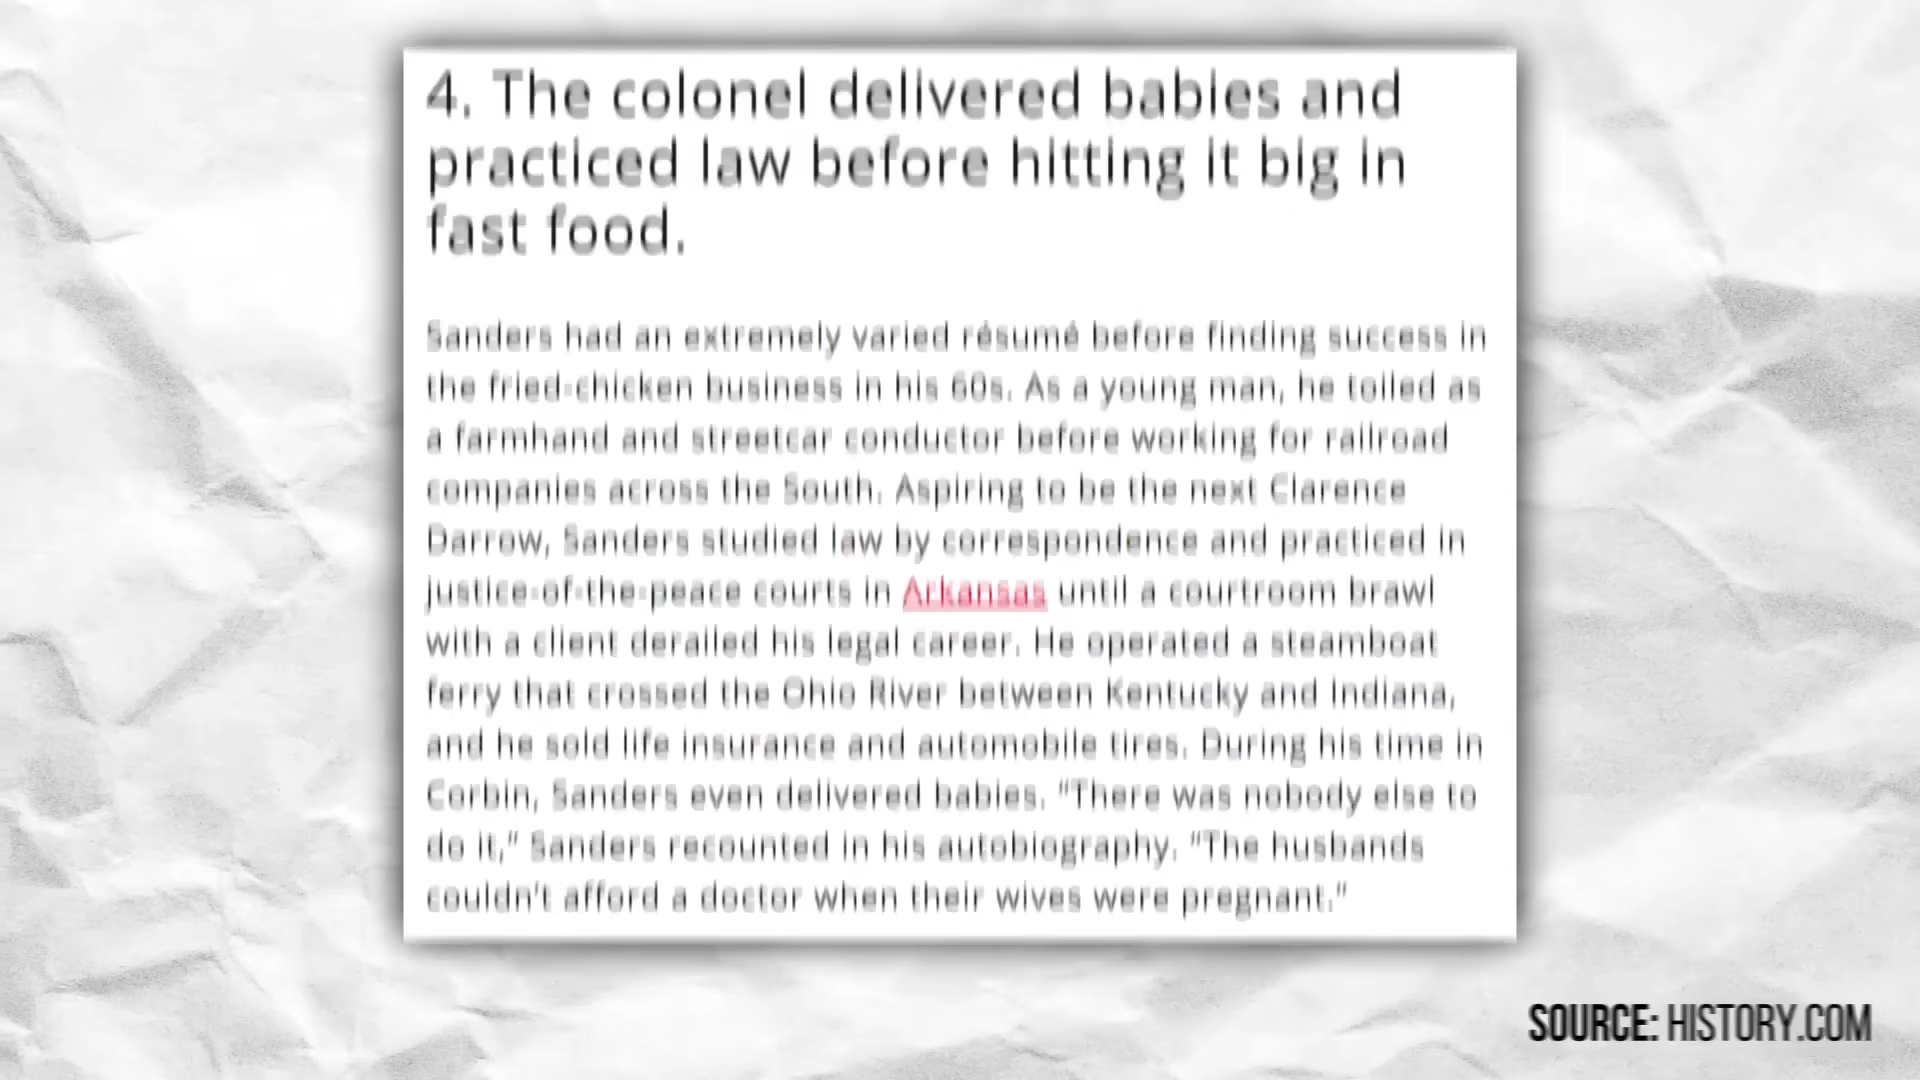 4. The colonel delivered babies and
practiced law before hitting it big in
fast food.
Sanders had an extremely varied résumé before finding success in
the fried-chicken business in his 60s. As a young man, he toiled as
a farmhand and streetcar conductor before working for railroad
companies across the South. Aspiring to be the next Clarence
Darrow, Sanders studied law by correspondence and practiced in
justice-of-the-peace courts in Arkansas until a courtroom brawl
with a client derailed his legal career. He operated a steamboat
ferry that crossed the Ohio River between Kentucky and Indiana,
and he sold life insurance and automobile tires. During his time in
Corbin, Sanders even delivered babies. “There was nobody else to
do it,” Sanders recounted in his autobiography. “The husbands
couldn’t afford a doctor when their wives were pregnant.”
SOURCE: HISTORY.COM